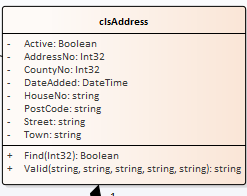 clsAddress
- Active: Boolean
- AddressNo: Int32
- CountyNo: Int32
- DateAdded: DateTime
- HouseNo: string
- PostCode: string
- Street: string
- Town: string
+ Find(Int32): Boolean
+ Valid(string, string, string, string, string): string